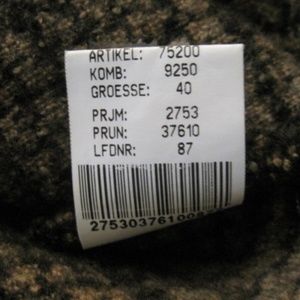 ARTIKEL: 75200
KOMB: 9250
GROESSE: 40
PRJM: 2753
PRUN: 37610
LFDNR: 87